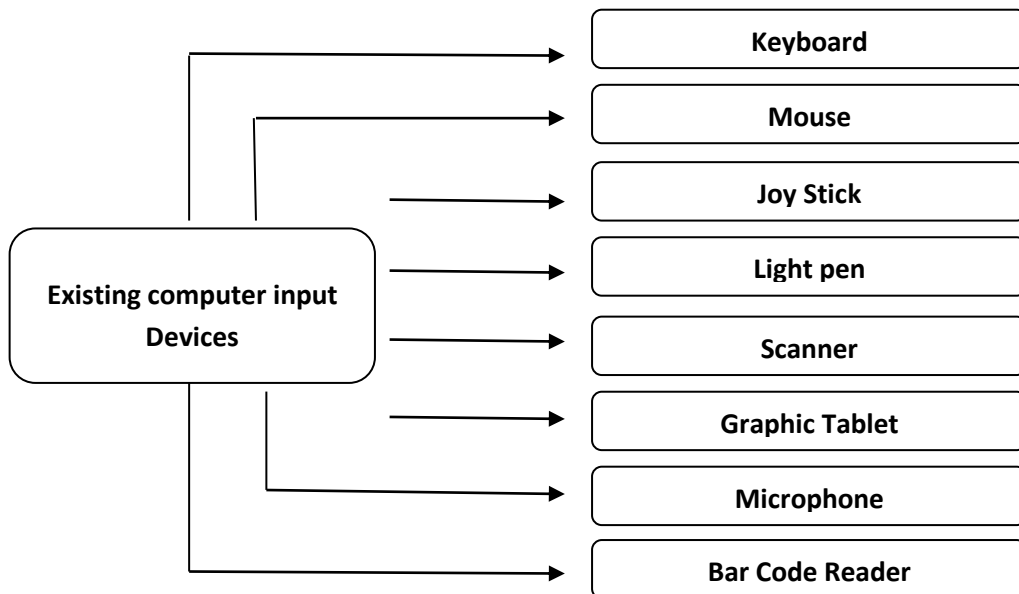 Keyboard
Mouse
Joy Stick
Light pen
Existing computer input
Devices
Scanner
Graphic Tablet
Microphone
Bar Code Reader